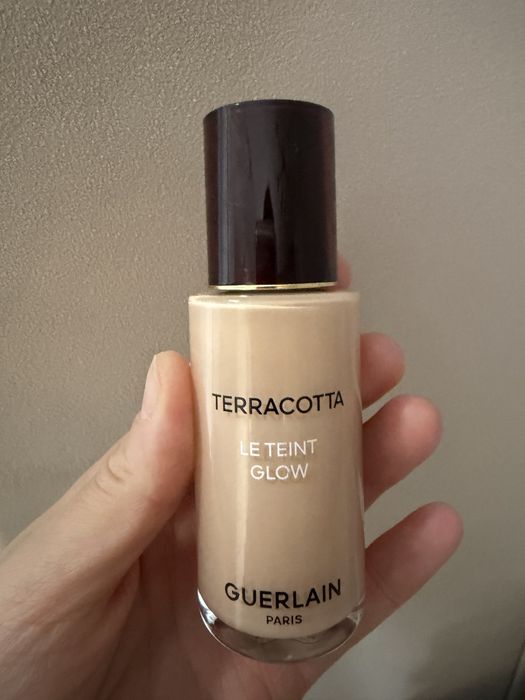 TERRACOTTA
LE TEINT
GLOW
GUERLAIN
PARIS